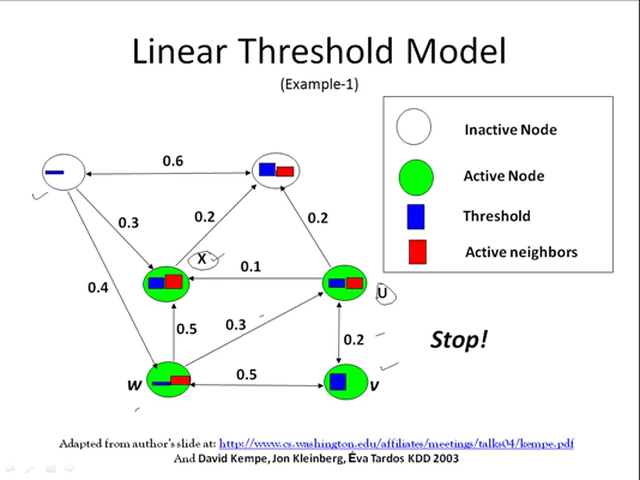 Linear Threshold Model
(Example-1)
Inactive Node
Active Node
Threshold
Active neighbors
0.6
0.3
0.2
0.2
X
0.1
U
0.4
0.5
0.3
0.2
Stop!
w
0.5
v
Adapted from author's slide at: http://www.cs.washington.edu/affiliates/meetings/talks04/kempe.pdf
And David Kempe, Jon Kleinberg, Éva Tardos KDD 2003